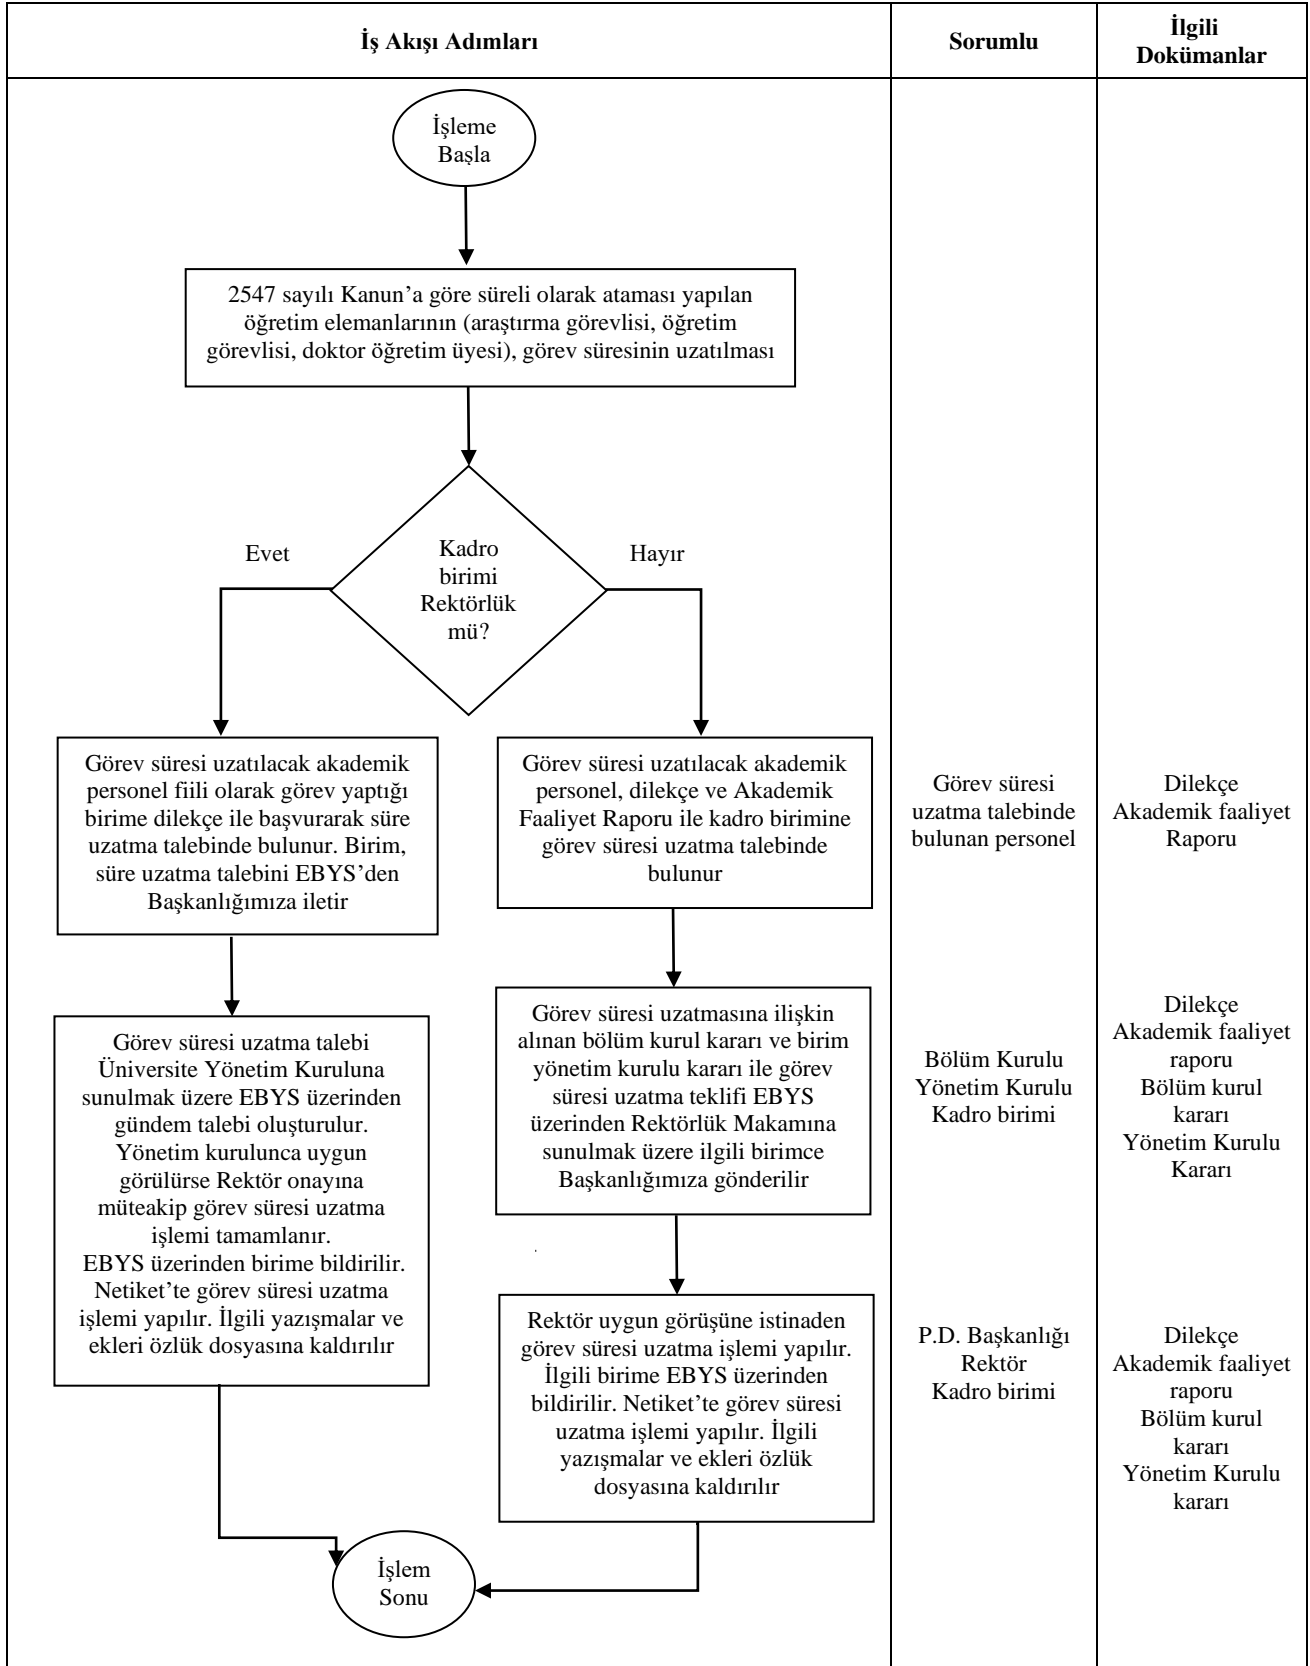 İş Akışı Adımları
Sorumlu
İlgili
Dokümanlar
İşleme
Başla
2547 sayılı Kanun’a göre süreli olarak ataması yapılan
öğretim elemanlarının (araştırma görevlisi, öğretim
görevlisi, doktor öğretim üyesi), görev süresinin uzatılması
Kadro
birimi
Rektörlük
mü?
Evet
Hayır
Görev süresi uzatılacak akademik
personel fiili olarak görev yaptığı
birime dilekçe ile başvurarak süre
uzatma talebinde bulunur. Birim,
süre uzatma talebini EBYS’den
Başkanlığımıza iletir
Görev süresi uzatılacak akademik
personel, dilekçe ve Akademik
Faaliyet Raporu ile kadro birimine
görev süresi uzatma talebinde
bulunur
Görev süresi
uzatma talebinde
bulunan personel
Dilekçe
Akademik faaliyet
Raporu
Görev süresi uzatma talebi
Üniversite Yönetim Kuruluna
sunulmak üzere EBYS üzerinden
gündem talebi oluşturulur.
Yönetim kurulunca uygun
görülürse Rektör onayına
müteakip görev süresi uzatma
işlemi tamamlanır.
EBYS üzerinden birime bildirilir.
Netiket’te görev süresi uzatma
işlemi yapılır. İlgili yazışmalar ve
ekleri özlük dosyasına kaldırılır
Görev süresi uzatmasına ilişkin
alınan bölüm kurul kararı ve birim
yönetim kurulu kararı ile görev
süresi uzatma teklifi EBYS
üzerinden Rektörlük Makamına
sunulmak üzere ilgili birimce
Başkanlığımıza gönderilir
Bölüm Kurulu
Yönetim Kurulu
Kadro birimi
Dilekçe
Akademik faaliyet
raporu
Bölüm kurul
kararı
Yönetim Kurulu
Kararı
Rektör uygun görüşüne istinaden
görev süresi uzatma işlemi yapılır.
İlgili birime EBYS üzerinden
bildirilir. Netiket’te görev süresi
uzatma işlemi yapılır. İlgili
yazışmalar ve ekleri özlük
dosyasına kaldırılır
P.D. Başkanlığı
Rektör
Kadro birimi
Dilekçe
Akademik faaliyet
raporu
Bölüm kurul
kararı
Yönetim Kurulu
kararı
İşlem
Sonu